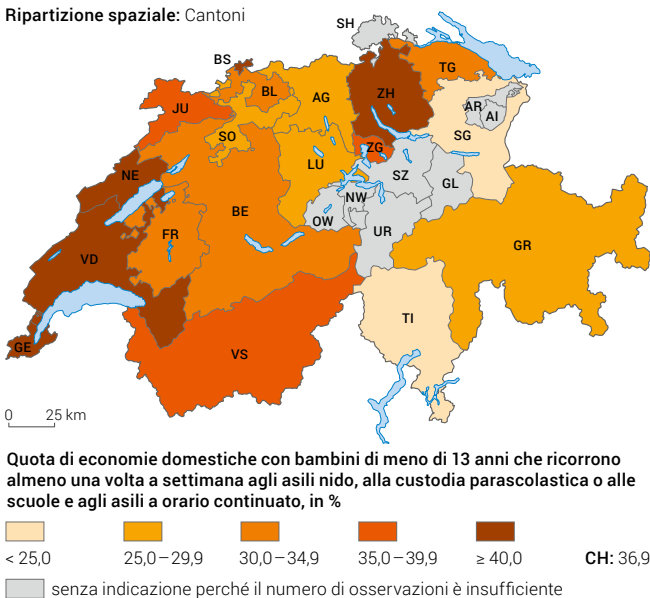 Ripartizione spaziale: Cantoni
SH
BS
TG
BL
ZH
JU
AG
AR
AI
SO
SG
ZG
LU
NE
SZ
GL
NW
BE
OW
FR
UR
GR
VD
TI
GE
VS
0 25 km
Quota di economie domestiche con bambini di meno di 13 anni che ricorrono
almeno una volta a settimana agli asili nido, alla custodia parascolastica o alle
scuole e agli asili a orario continuato, in %
< 25,0 25,0–29,9 30,0–34,9 35,0–39,9 ≥ 40,0 CH: 36,9
senza indicazione perché il numero di osservazioni è insufficiente